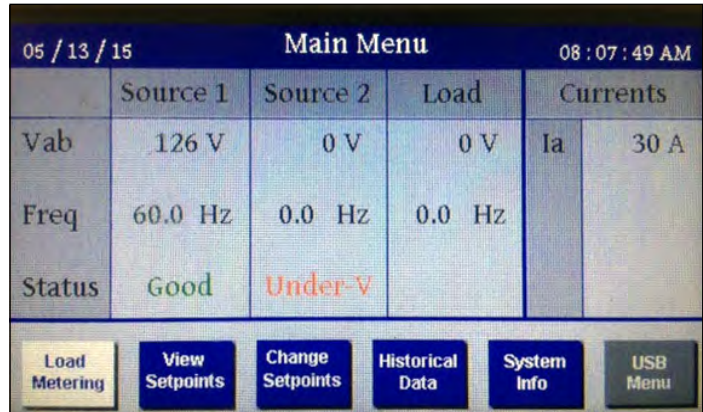 05 / 13 / 15 Main Menu 08 : 07 : 49 AM
Source 1 Source 2 Load Currents
Vab 126 V 0 V 0 V Ia 30 A
Freq 60.0 Hz 0.0 Hz 0.0 Hz
Status Good Under-V
Load Metering
View Setpoints
Change Setpoints
Historical Data
System Info
USB Menu